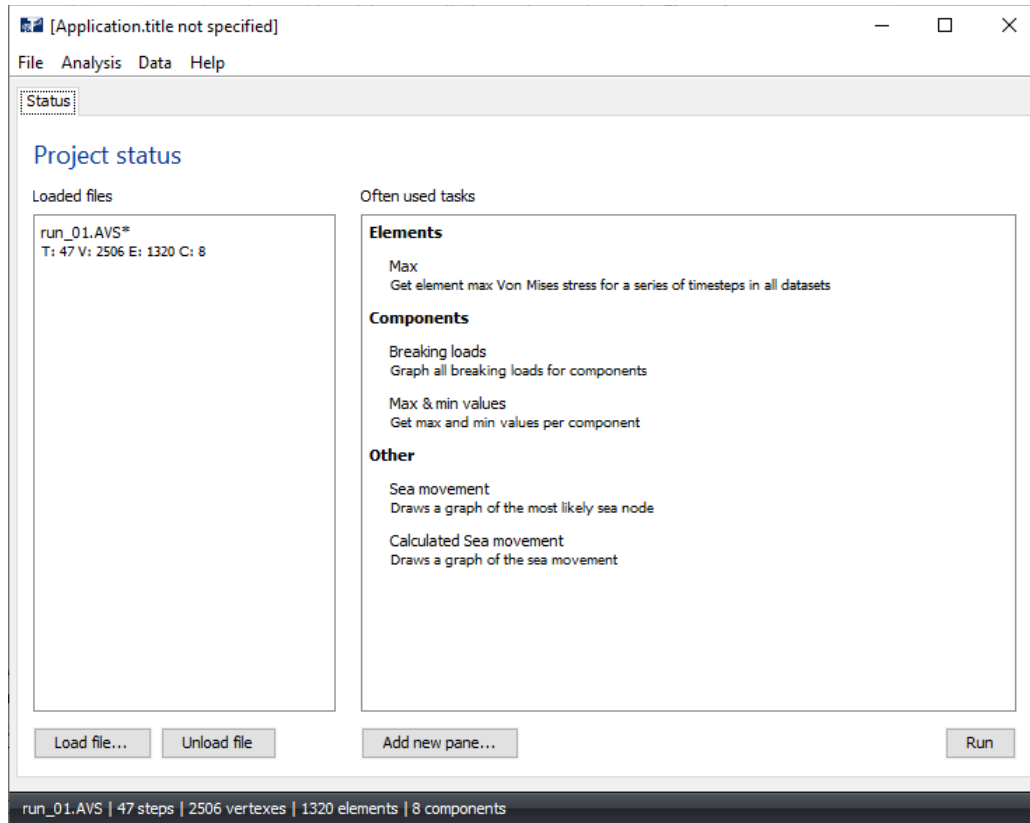 [Application.title not specified]
File Analysis Data Help
Status
Project status
Loaded files
run_01.AVS*
T: 47 V: 2506 E: 1320 C: 8
Often used tasks
Elements
Max
Get element max Von Mises stress for a series of timesteps in all datasets
Components
Breaking loads
Graph all breaking loads for components
Max & min values
Get max and min values per component
Other
Sea movement
Draws a graph of the most likely sea node
Calculated Sea movement
Draws a graph of the sea movement
Load file... Unload file Add new pane... Run
run_01.AVS | 47 steps | 2506 vertexes | 1320 elements | 8 components